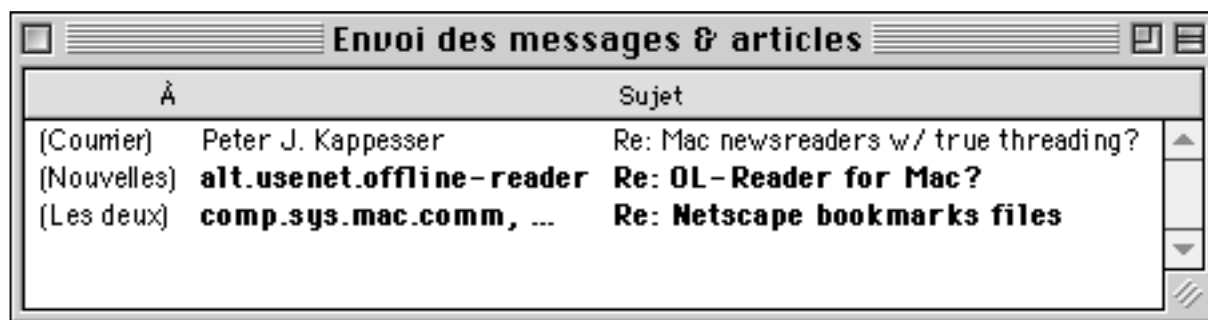 Envoi des messages & articles
À Sujet
(Courrier) Peter J. Kappesser Re: Mac newsreaders w/ true threading?
(Nouvelles) alt.usenet.offline-reader Re: OL-Reader for Mac?
(Les deux) comp.sys.mac.comm, ... Re: Netscape bookmarks files